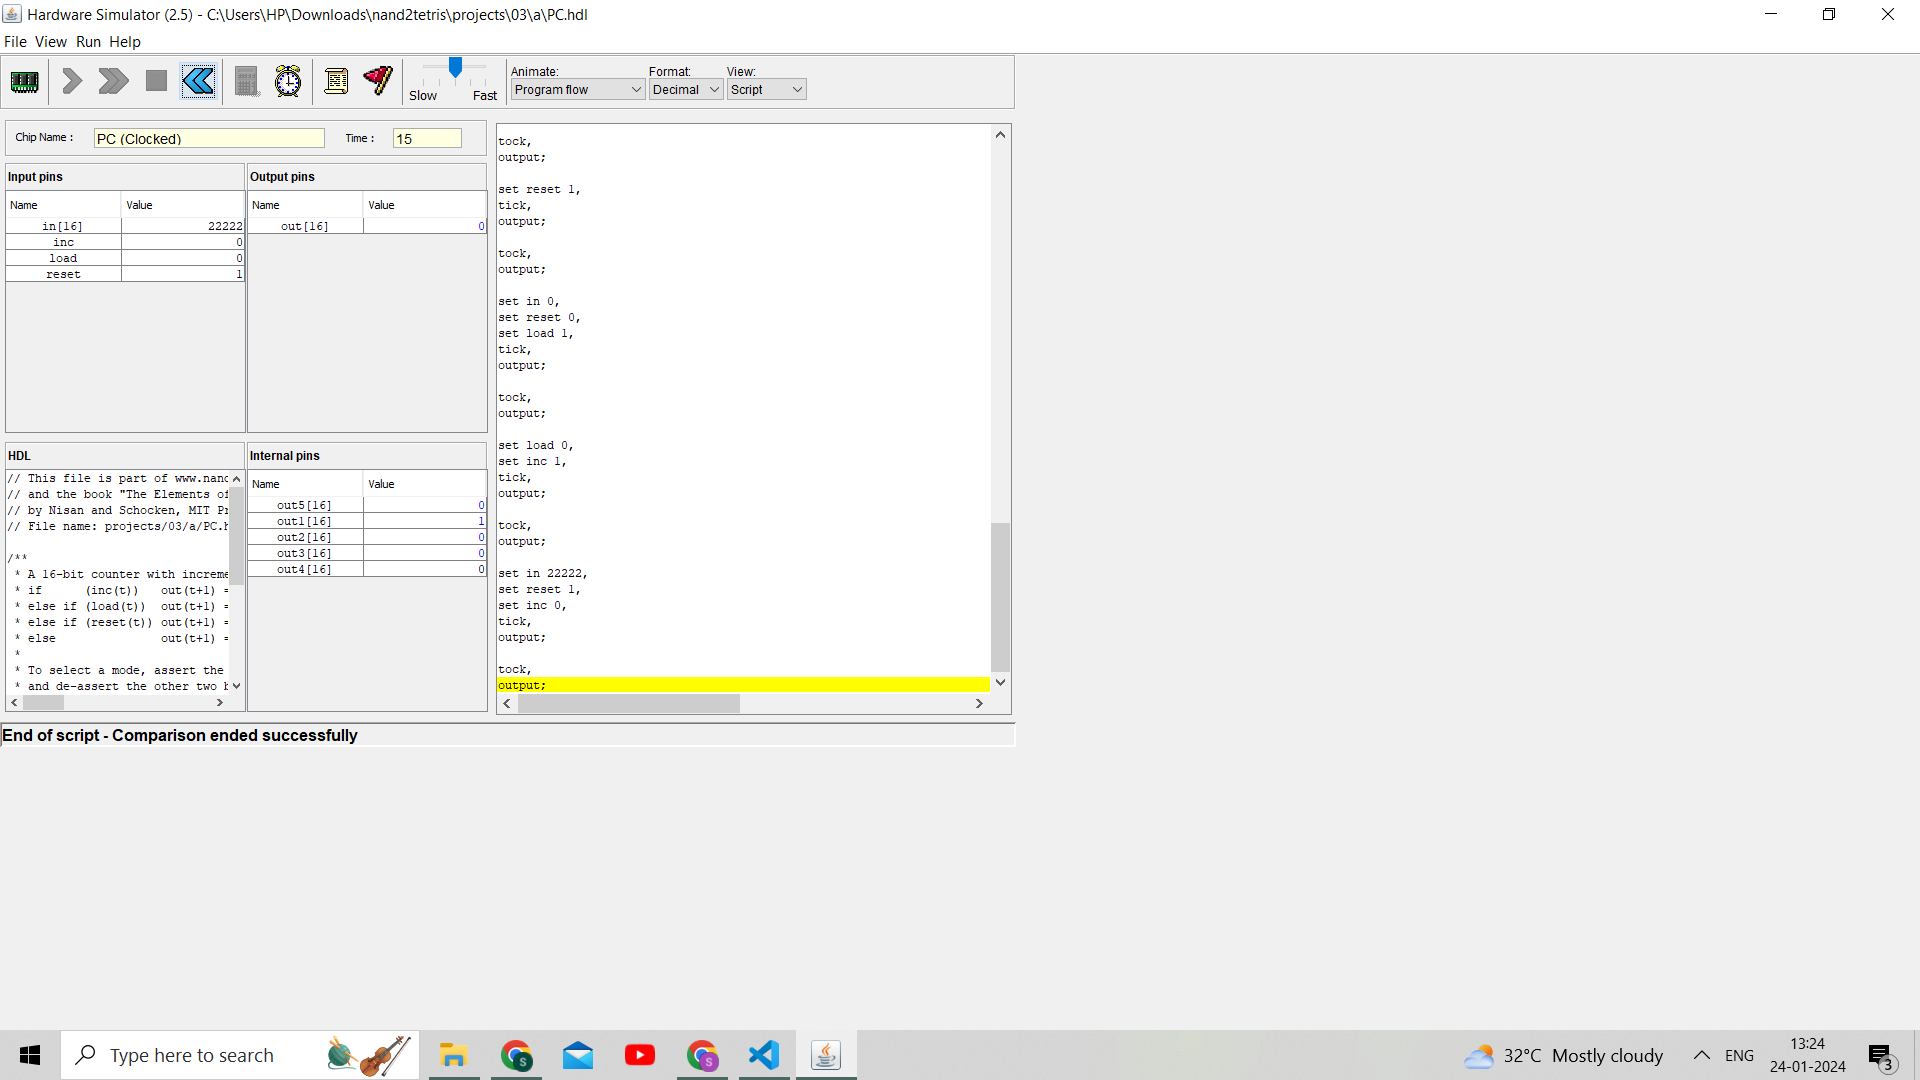 Hardware Simulator (2.5) - C:\Users\HP\Downloads\nand2tetris\projects\03\a\PC.hdl
File View Run Help
Slow Fast
Animate: Format: View:
Program flow Decimal Script
Chip Name : PC (Clocked) Time : 15
Input pins
Name Value
in[16] 22222
inc 0
load 0
reset 1
Output pins
Name Value
out[16] 0
HDL
// This file is part of www.nand
// and the book "The Elements of
// by Nisan and Schocken, MIT Pr
// File name: projects/03/a/PC.h
/**
* A 16-bit counter with increme
* if (inc(t)) out(t+1) =
* else if (load(t)) out(t+1) =
* else if (reset(t)) out(t+1) =
* else out(t+1) =
*
* To select a mode, assert the
* and de-assert the other two b
Internal pins
Name Value
out5[16] 0
out1[16] 1
out2[16] 0
out3[16] 0
out4[16] 0
tock,
output;
set reset 1,
tick,
output;
tock,
output;
set in 0,
set reset 0,
set load 1,
tick,
output;
tock,
output;
set load 0,
set inc 1,
tick,
output;
tock,
output;
set in 22222,
set reset 1,
set inc 0,
tick,
output;
tock,
output;
End of script - Comparison ended successfully
Type here to search
S
S
32°C Mostly cloudy
ENG
13:24
24-01-2024
3